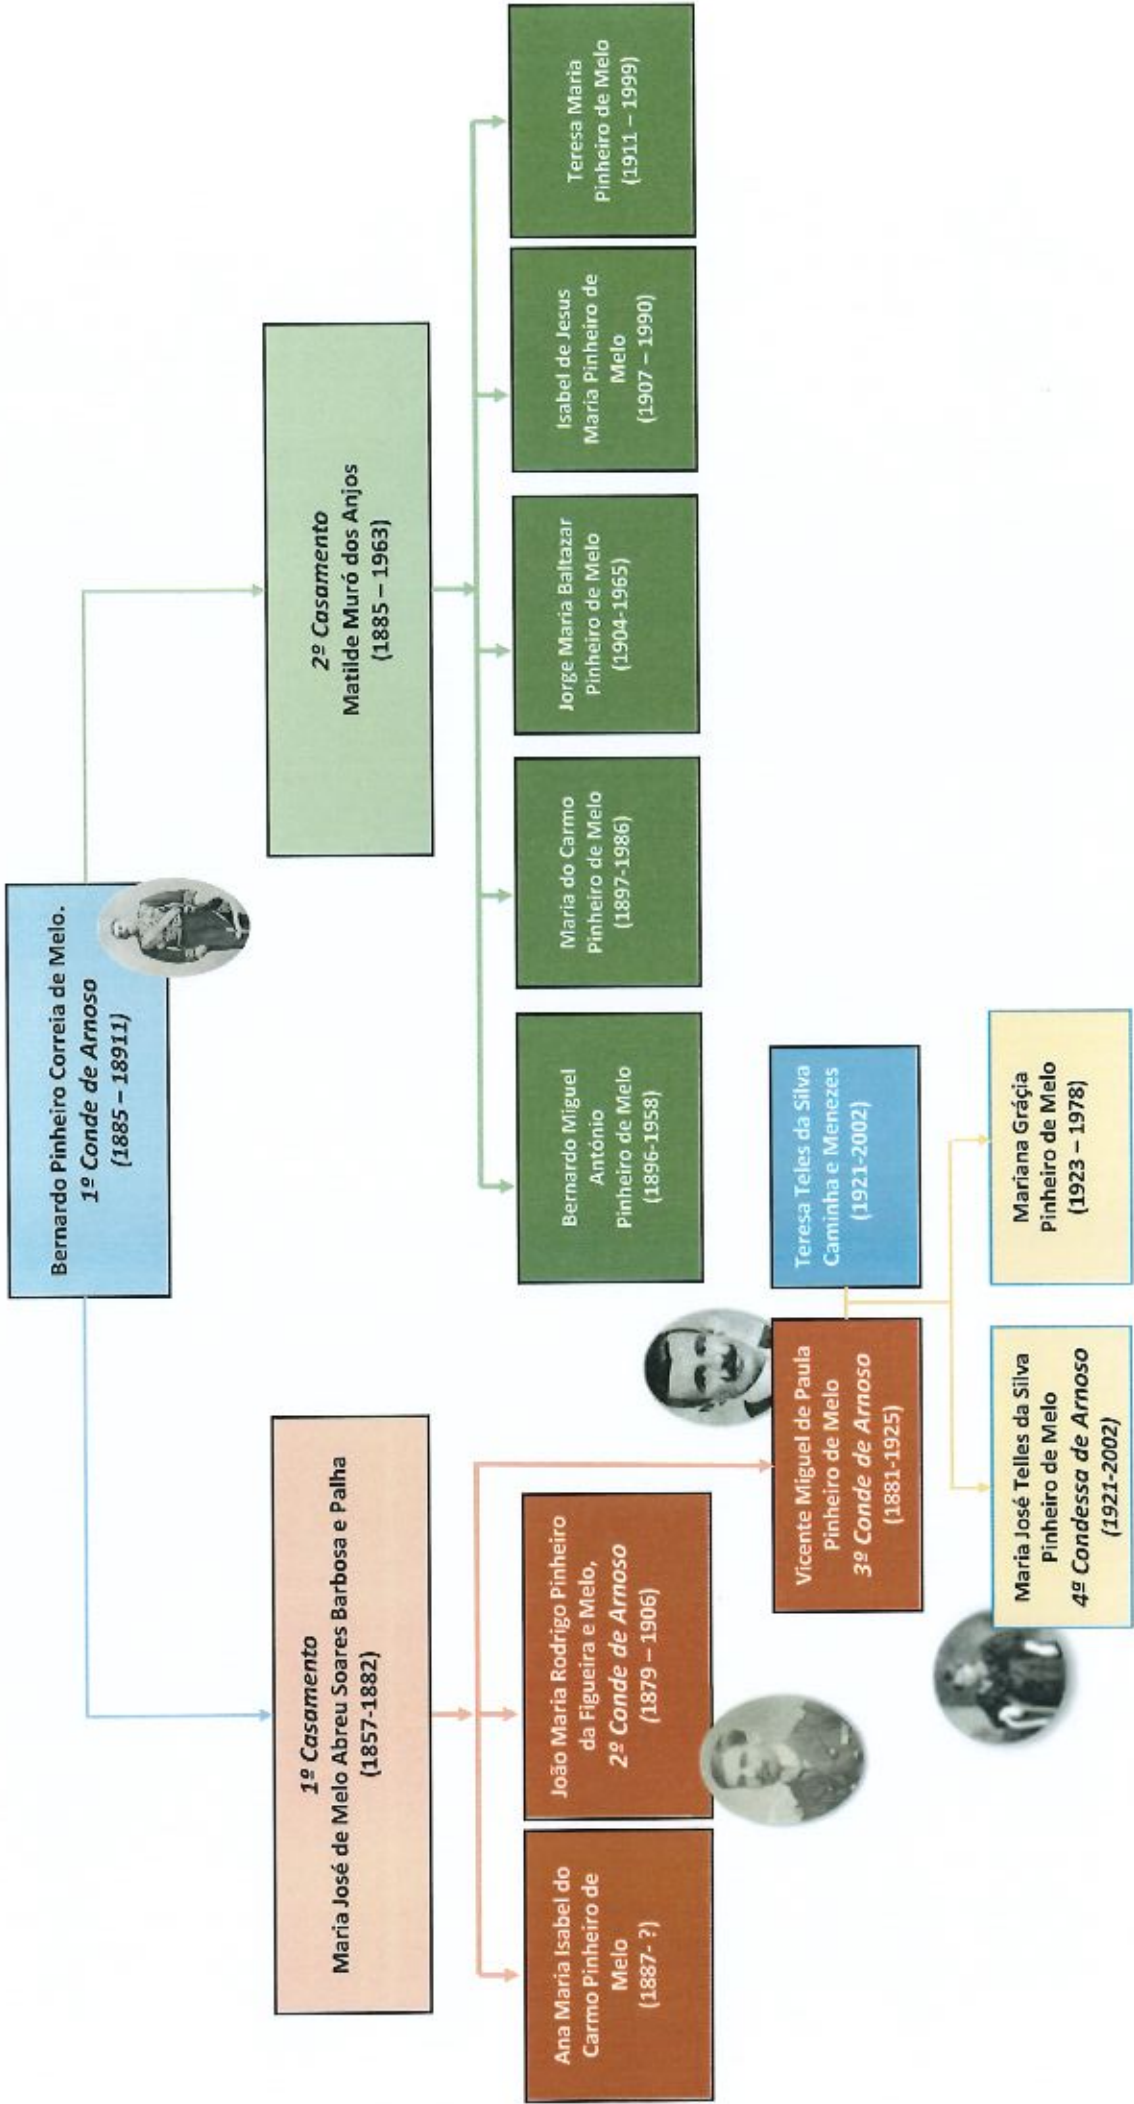 Bernardo Pinheiro Correia de Melo.
1º Conde de Arnoso
(1885 – 18911)
1º Casamento
Maria José de Melo Abreu Soares Barbosa e Palha
(1857-1882)
2º Casamento
Matilde Muró dos Anjos
(1885 – 1963)
Ana Maria Isabel do
Carmo Pinheiro de
Melo
(1887- ?)
João Maria Rodrigo Pinheiro
da Figueira e Melo,
2º Conde de Arnoso
(1879 – 1906)
Bernardo Miguel
António
Pinheiro de Melo
(1896-1958)
Maria do Carmo
Pinheiro de Melo
(1897-1986)
Jorge Maria Baltazar
Pinheiro de Melo
(1904-1965)
Isabel de Jesus
Maria Pinheiro de
Melo
(1907 – 1990)
Teresa Maria
Pinheiro de Melo
(1911 – 1999)
Vicente Miguel de Paula
Pinheiro de Melo
3º Conde de Arnoso
(1881-1925)
Teresa Teles da Silva
Caminha e Menezes
(1921-2002)
Maria José Telles da Silva
Pinheiro de Melo
4º Condessa de Arnoso
(1921-2002)
Mariana Gráçia
Pinheiro de Melo
(1923 – 1978)